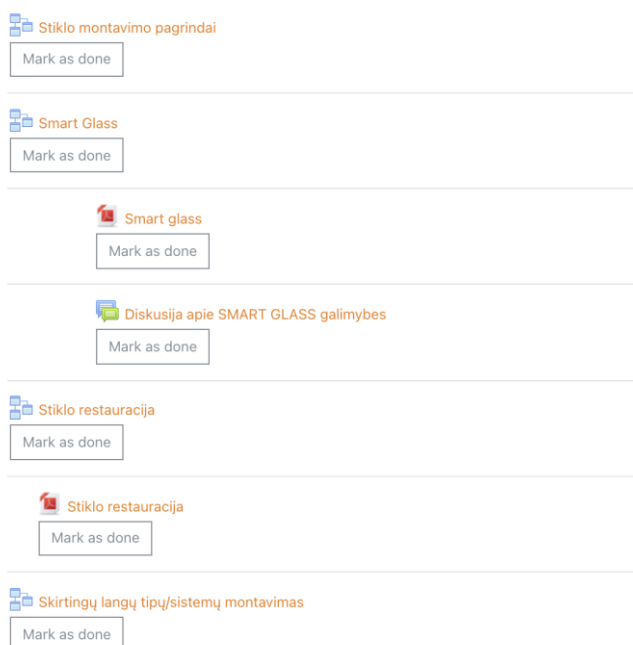 Stiklo montavimo pagrindai
Mark as done
Smart Glass
Mark as done
Smart glass
Mark as done
Diskusija apie SMART GLASS galimybes
Mark as done
Stiklo restauracija
Mark as done
Stiklo restauracija
Mark as done
Skirtingų langų tipų/sistemų montavimas
Mark as done